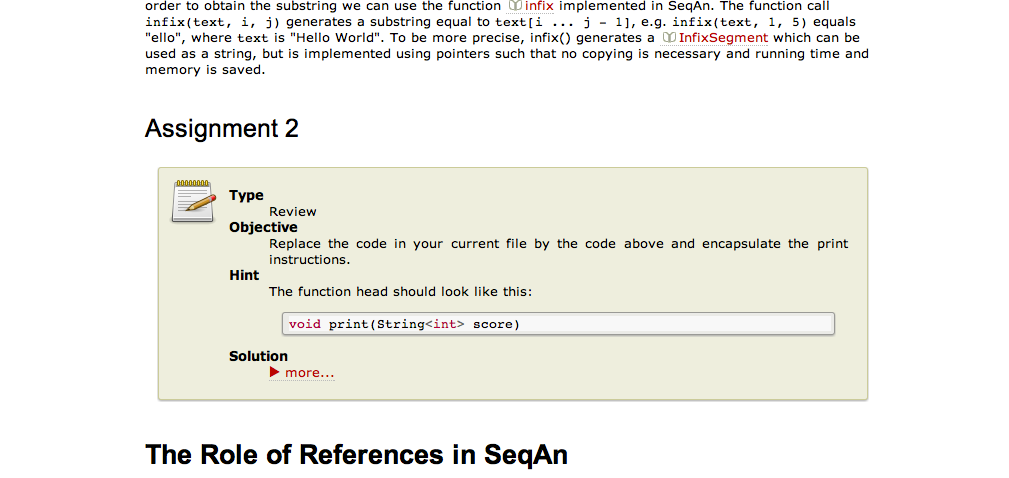 order to obtain the substring we can use the function infix implemented in SeqAn. The function call
infix(text, i, j) generates a substring equal to text[i ... j - 1], e.g. infix(text, 1, 5) equals
"ello", where text is "Hello World". To be more precise, infix() generates a InfixSegment which can be
used as a string, but is implemented using pointers such that no copying is necessary and running time and
memory is saved.
Assignment 2
Type
Review
Objective
Replace the code in your current file by the code above and encapsulate the print
instructions.
Hint
The function head should look like this:
void print(String<int> score)
Solution
more...
The Role of References in SeqAn